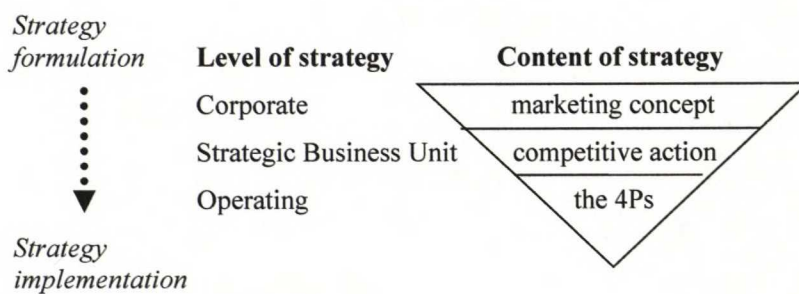 Strategy
formulation
Level of strategy Content of strategy
Corporate marketing concept
Strategic Business Unit competitive action
Operating the 4Ps
Strategy
implementation